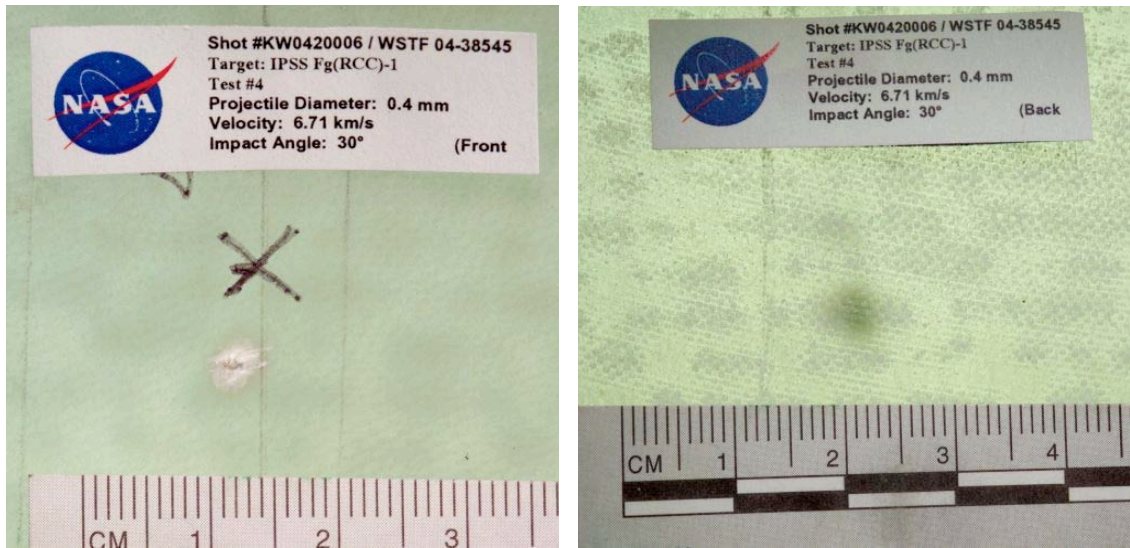 NASA
Shot #KW0420006 / WSTF 04-38545
Target: IPSS Fg(RCC)-1
Test #4
Projectile Diameter: 0.4 mm
Velocity: 6.71 km/s
Impact Angle: 30° (Front
CM 1 2 3
NASA
Shot #KW0420006 / WSTF 04-38545
Target: IPSS Fg(RCC)-1
Test #4
Projectile Diameter: 0.4 mm
Velocity: 6.71 km/s
Impact Angle: 30° (Back
CM 1 2 3 4